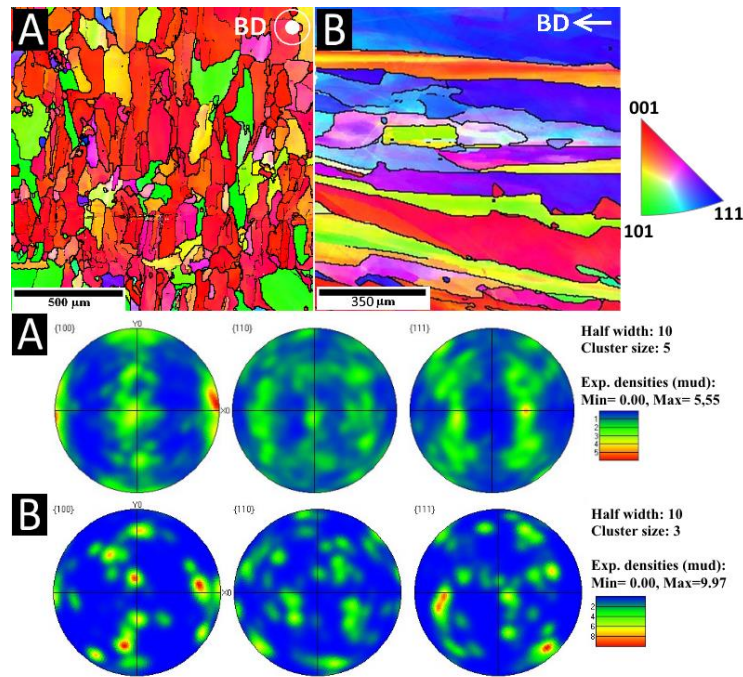 A
BD
B
BD
001
101
111
500 µm
350 µm
A
{100}
Y0
X0
{110}
{111}
Half width: 10
Cluster size: 5
Exp. densities (mud):
Min= 0.00, Max= 5,55
1
2
3
4
5
B
{100}
Y0
X0
{110}
{111}
Half width: 10
Cluster size: 3
Exp. densities (mud):
Min= 0.00, Max=9.97
2
4
6
8